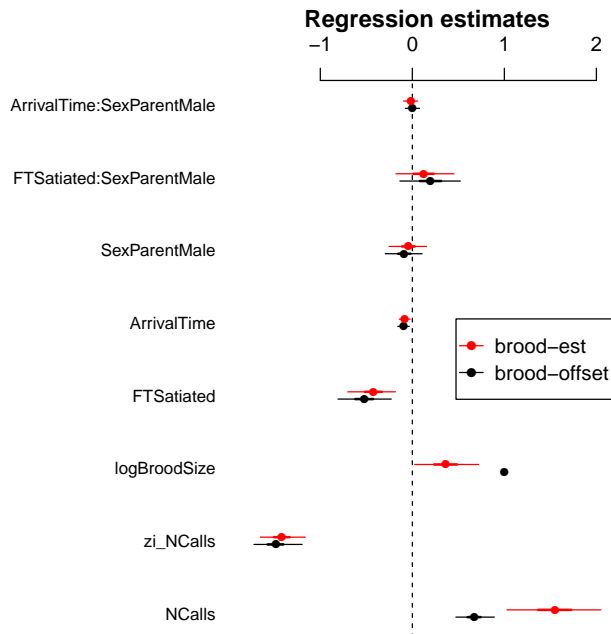 Regression estimates
−1 0 1 2
ArrivalTime:SexParentMale
FTSatiated:SexParentMale
SexParentMale
ArrivalTime
brood−est
brood−offset
FTSatiated
logBroodSize
zi_NCalls
NCalls